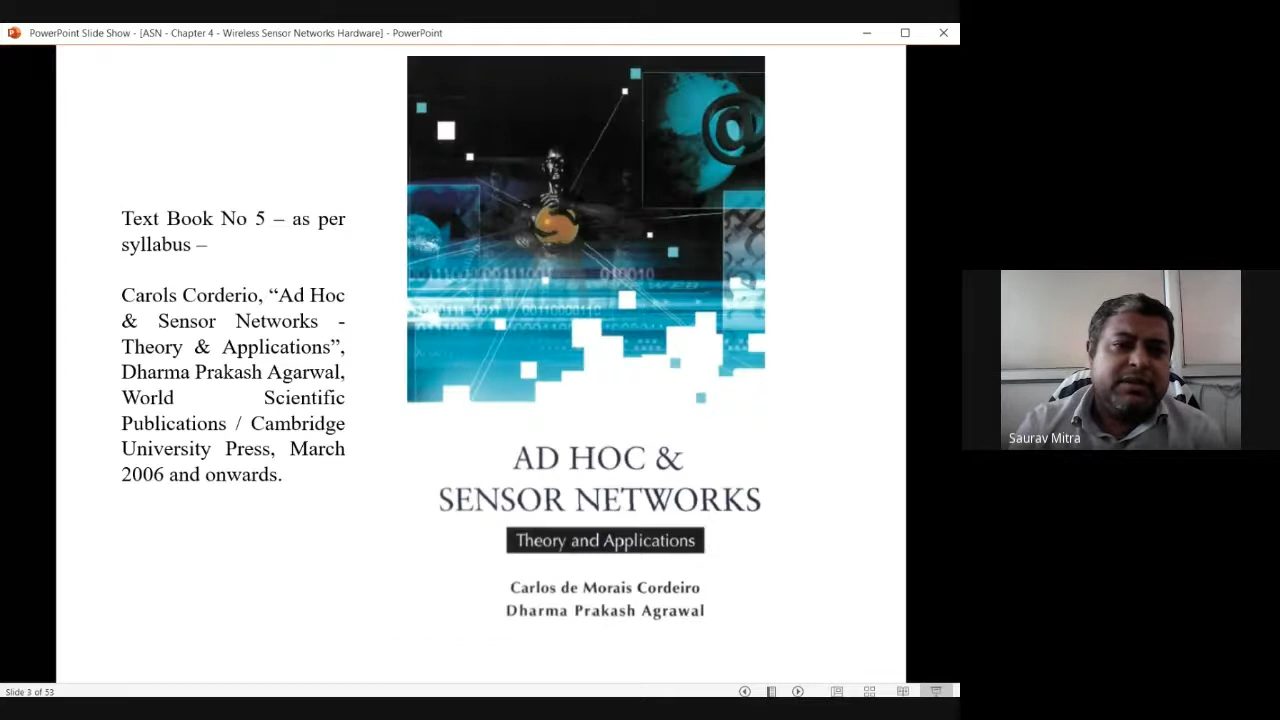 PowerPoint Slide Show - [ASN - Chapter 4 - Wireless Sensor Networks Hardware] - PowerPoint
Text Book No 5 – as per
syllabus –
Carols Corderio, “Ad Hoc
& Sensor Networks -
Theory & Applications”,
Dharma Prakash Agarwal,
World Scientific
Publications / Cambridge
University Press, March
2006 and onwards.
@
010010
WEB
AD HOC &
SENSOR NETWORKS
Theory and Applications
Carlos de Morais Cordeiro
Dharma Prakash Agrawal
Saurav Mitra
Slide 3 of 53